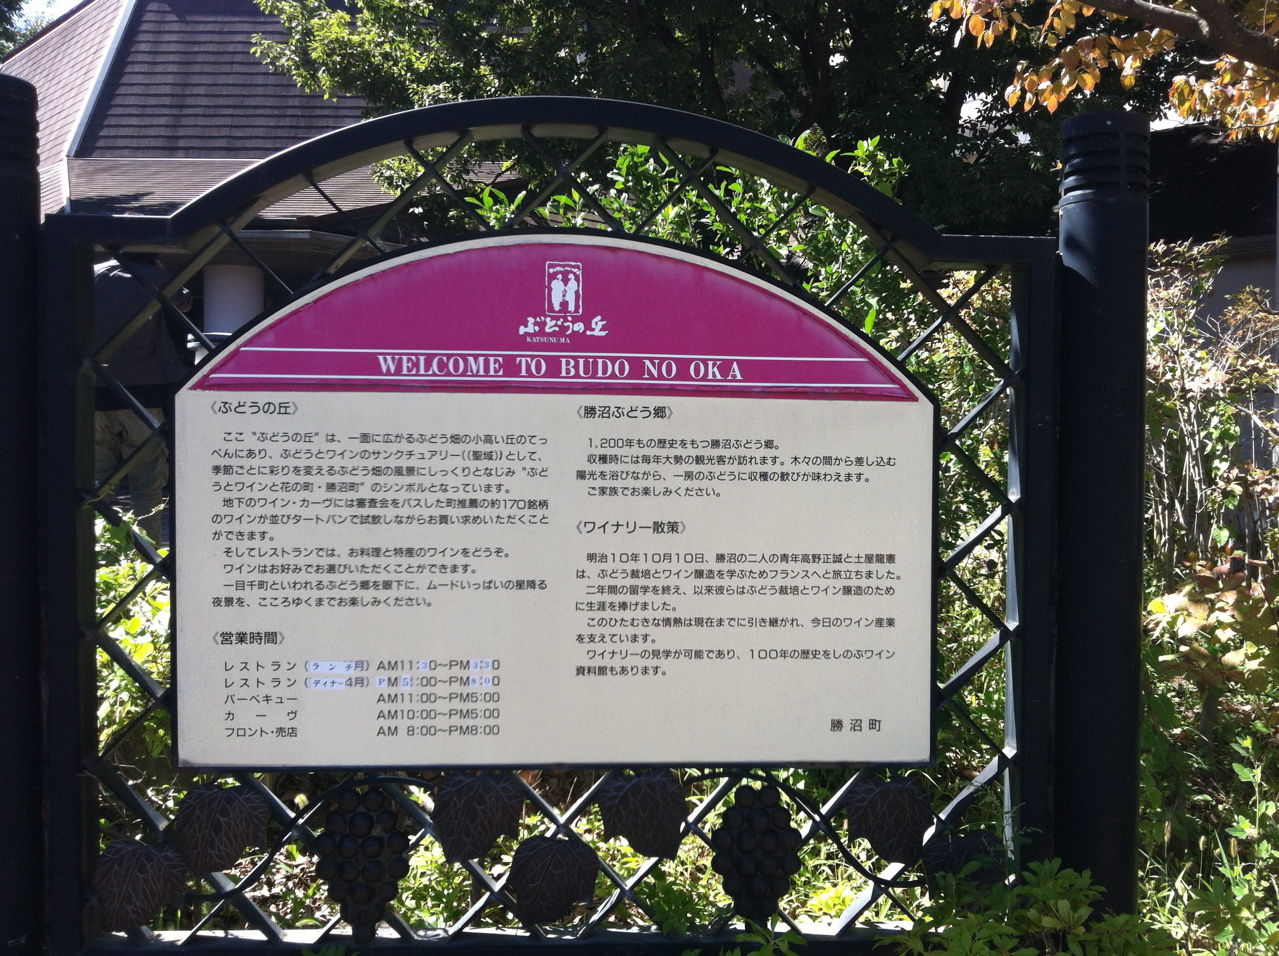 ぶどうの丘
KATSUNUMA
WELCOME TO BUDO NO OKA
《ぶどうの丘》
ここ"ぶどうの丘"は、一面に広がるぶどう畑の小高い丘のてっ
ぺんにあり、ぶどうとワインのサンクチュアリー((聖域))として、
季節ごとに彩りを変えるぶどう畑の風景にしっくりとなじみ"ぶど
うとワインと花の町・勝沼町"のシンボルとなっています。
地下のワイン・カーヴには審査会をパスした町推薦の約170銘柄
のワインが並びタートバンで試飲しながらお買い求めいただくこと
ができます。
そしてレストランでは、お料理と特産のワインをどうぞ。
ワインはお好みでお選びいただくことができます。
一目千町といわれるぶどう郷を眼下に、ムードいっぱいの星降る
夜景を、こころゆくまでお楽しみください。
《営業時間》
レストラン(ランチ月) AM11:30〜PM3:30
レストラン(ディナー4月) PM5:00〜PM8:00
バーベキュー AM11:00〜PM5:00
カーヴ AM10:00〜PM5:00
フロント・売店 AM 8:00〜PM8:00
《勝沼ぶどう郷》
1,200年もの歴史をもつ勝沼ぶどう郷。
収穫時には毎年大勢の観光客が訪れます。木々の間から差し込む
陽光を浴びながら、一房のぶどうに収穫の歓びが味わえます。
ご家族でお楽しみください。
《ワイナリー散策》
明治10年10月10日、勝沼の二人の青年高野正誠と土屋龍憲
は、ぶどう栽培とワイン醸造を学ぶためフランスへと旅立ちました。
二年間の留学を終え、以来彼らはぶどう栽培とワイン醸造のため
に生涯を捧げました。
このひたむきな情熱は現在までに引き継がれ、今日のワイン産業
を支えています。
ワイナリーの見学が可能であり、100年の歴史をしのぶワイン
資料館もあります。
勝沼町